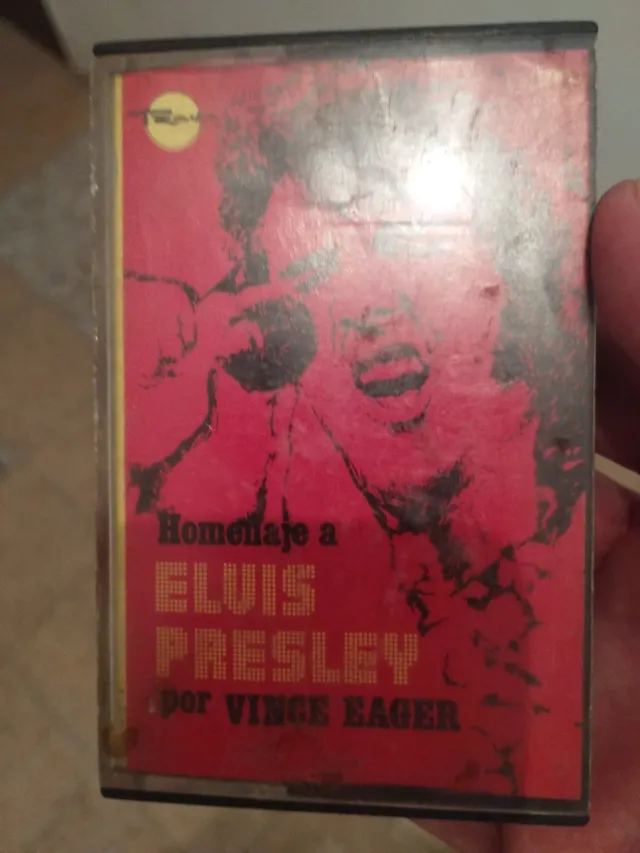 Homenaje a
ELVIS
PRESLEY
por VINCE EAGER